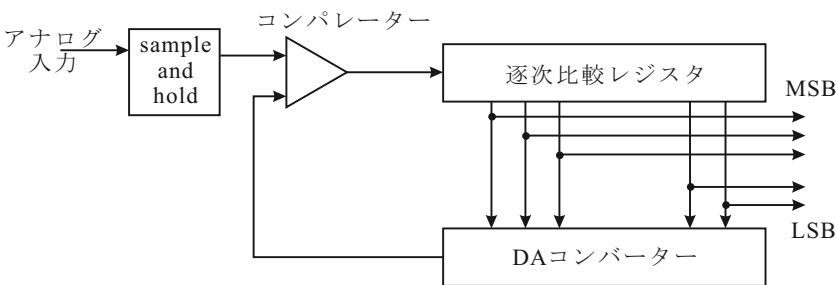 コンパレーター
アナログ
入力
sample
and
hold
逐次比較レジスタ
MSB
LSB
DAコンバーター